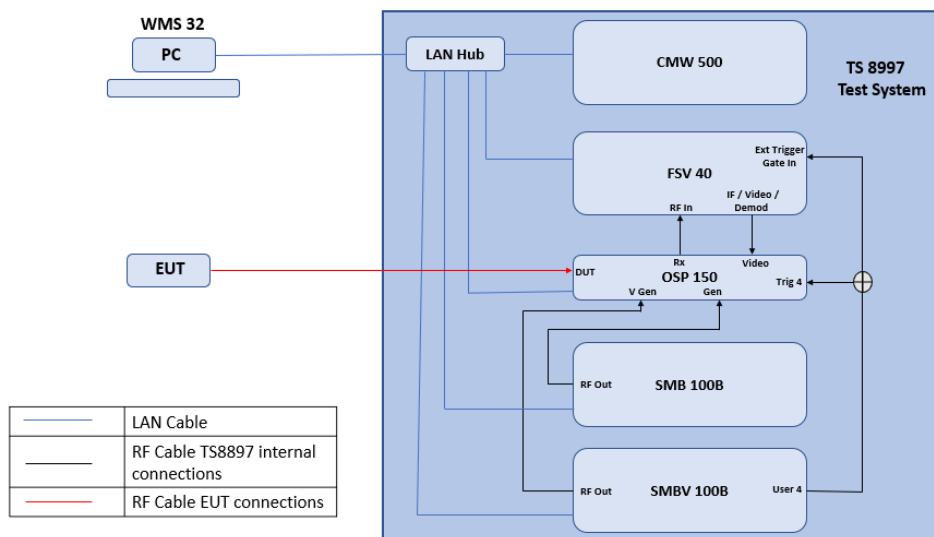 WMS 32
PC
LAN Hub
CMW 500
TS 8997
Test System
Ext Trigger
Gate In
FSV 40
IF / Video /
Demod
RF In
EUT
DUT
Rx
Video
OSP 150
Trig 4
V Gen
Gen
RF Out
SMB 100B
RF Out
SMBV 100B
User 4
LAN Cable
RF Cable TS8897 internal
connections
RF Cable EUT connections